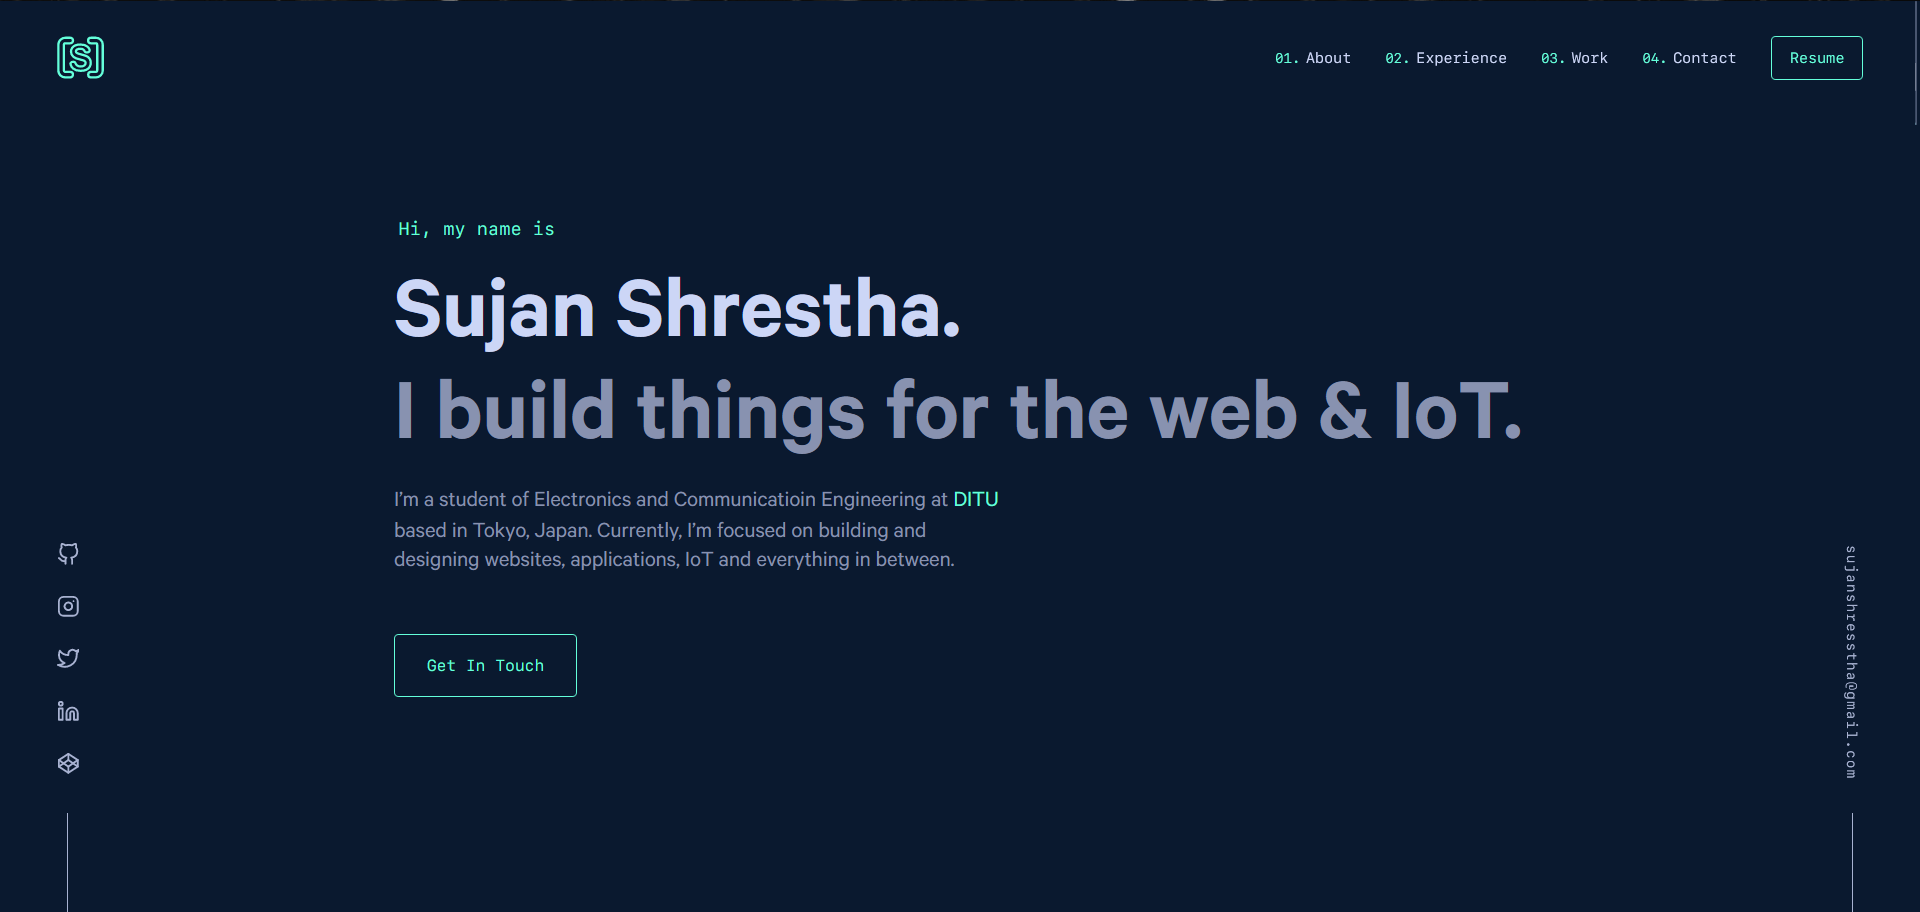 [S]
01. About 02. Experience 03. Work 04. Contact Resume
Hi, my name is
Sujan Shrestha.
I build things for the web & IoT.
I’m a student of Electronics and Communicatioin Engineering at DITU
based in Tokyo, Japan. Currently, I’m focused on building and
designing websites, applications, IoT and everything in between.
Get In Touch
in
sujanshresstha@gmail.com